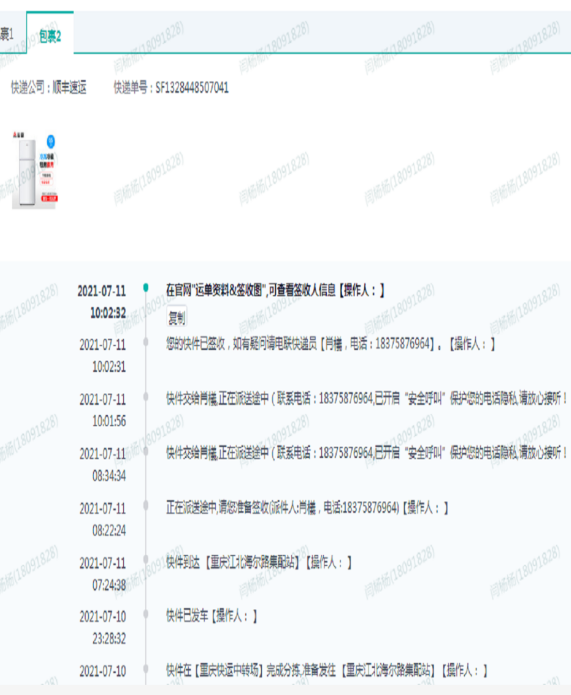 裹1
包裹2
快递公司：顺丰速运 快递单号：SF1328448507041
2021-07-11 在官网"运单资料&签收图",可查看签收人信息【操作人：】
10:02:32 复制
2021-07-11 您的快件已签收，如有疑问请电联快递员【肖，电话：18375876964】。【操作人：】
10:02:31
2021-07-11 快件交给肖,正在派送途中（联系电话：18375876964,已开启“安全呼叫”保护您的电话隐私,请放心接听！
10:01:56
2021-07-11 快件交给肖,正在派送途中（联系电话：18375876964,已开启“安全呼叫”保护您的电话隐私,请放心接听！
08:34:34
2021-07-11 正在派送途中,请您准备签收(派件人:肖，电话:18375876964)【操作人：】
08:22:24
2021-07-11 快件到达【重庆江北海尔路集配站】【操作人：】
07:24:38
2021-07-10 快件已发车【操作人：】
23:28:32
2021-07-10 快件在【重庆快运中转场】完成分拣,准备发往【重庆江北海尔路集配站】【操作人：】